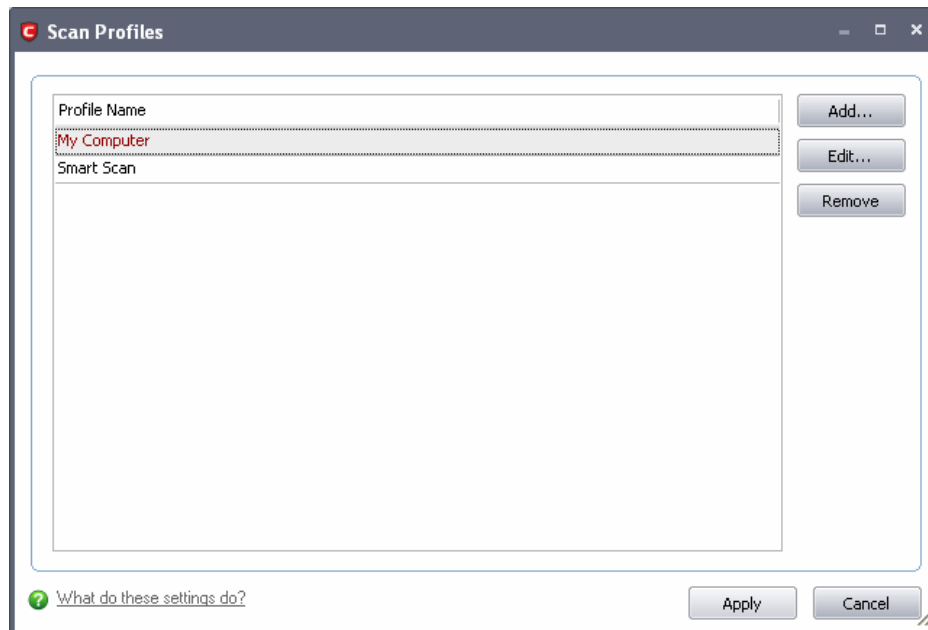 Scan Profiles
Profile Name
My Computer
Smart Scan
Add...
Edit...
Remove
What do these settings do?
Apply
Cancel